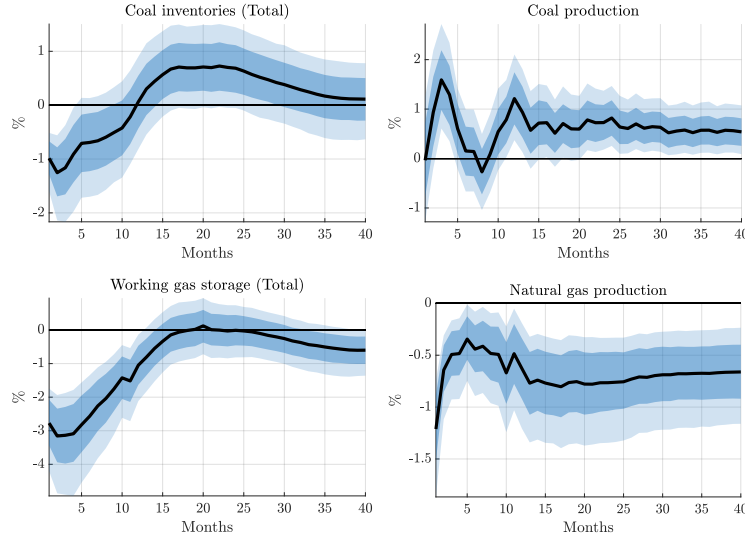 Coal inventories (Total)
1
0
-1
-2
%
5 10 15 20 25 30 35 40
Months
Coal production
2
1
0
-1
%
5 10 15 20 25 30 35 40
Months
Working gas storage (Total)
0
-1
-2
-3
-4
%
5 10 15 20 25 30 35 40
Months
Natural gas production
0
-0.5
-1
-1.5
%
5 10 15 20 25 30 35 40
Months